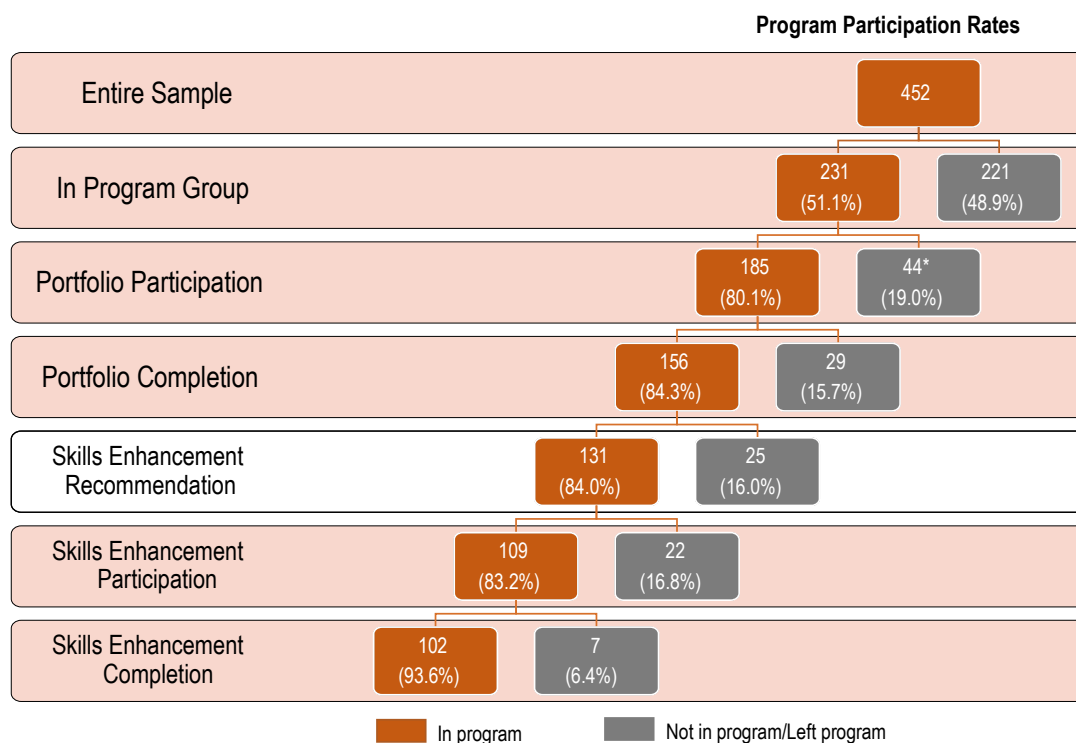 Program Participation Rates
Entire Sample
452
In Program Group
231
(51.1%)
221
(48.9%)
Portfolio Participation
185
(80.1%)
44*
(19.0%)
Portfolio Completion
156
(84.3%)
29
(15.7%)
Skills Enhancement
Recommendation
131
(84.0%)
25
(16.0%)
Skills Enhancement
Participation
109
(83.2%)
22
(16.8%)
Skills Enhancement
Completion
102
(93.6%)
7
(6.4%)
In program
Not in program/Left program